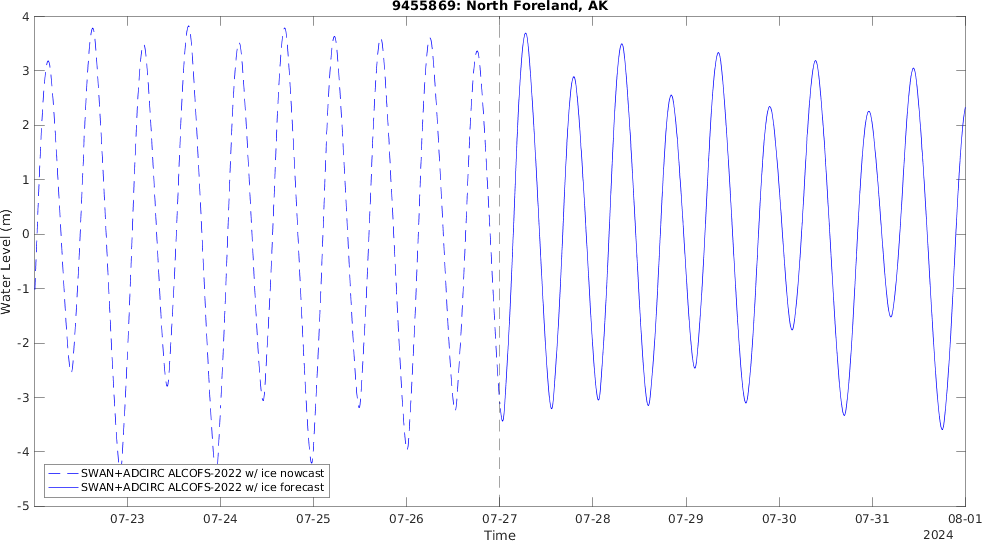 9455869: North Foreland, AK
4
3
2
1
0
-1
-2
-3
-4
-5
Water Level (m)
SWAN+ADCIRC ALCOFS-2022 w/ ice nowcast
SWAN+ADCIRC ALCOFS-2022 w/ ice forecast
07-23 07-24 07-25 07-26 07-27 07-28 07-29 07-30 07-31 08-01
Time
2024